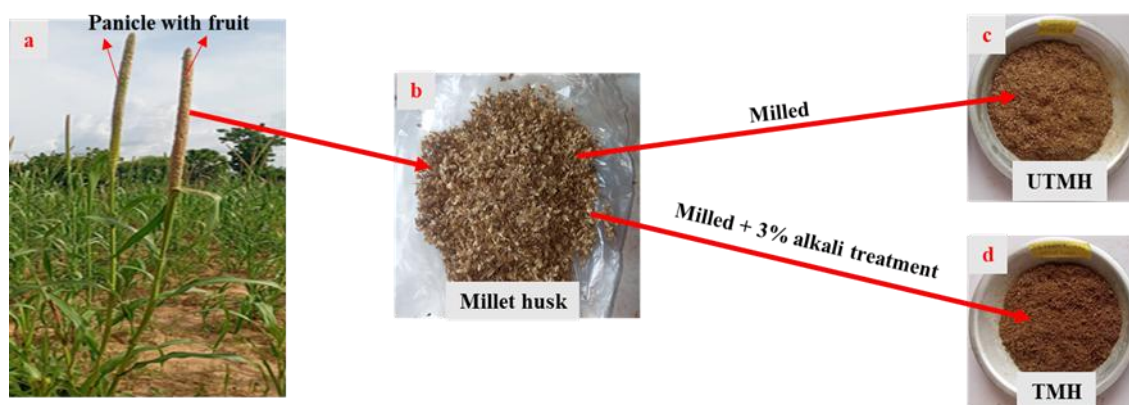 a
Panicle with fruit
b
Millet husk
Milled
Milled + 3% alkali treatment
c
UTMH
d
TMH